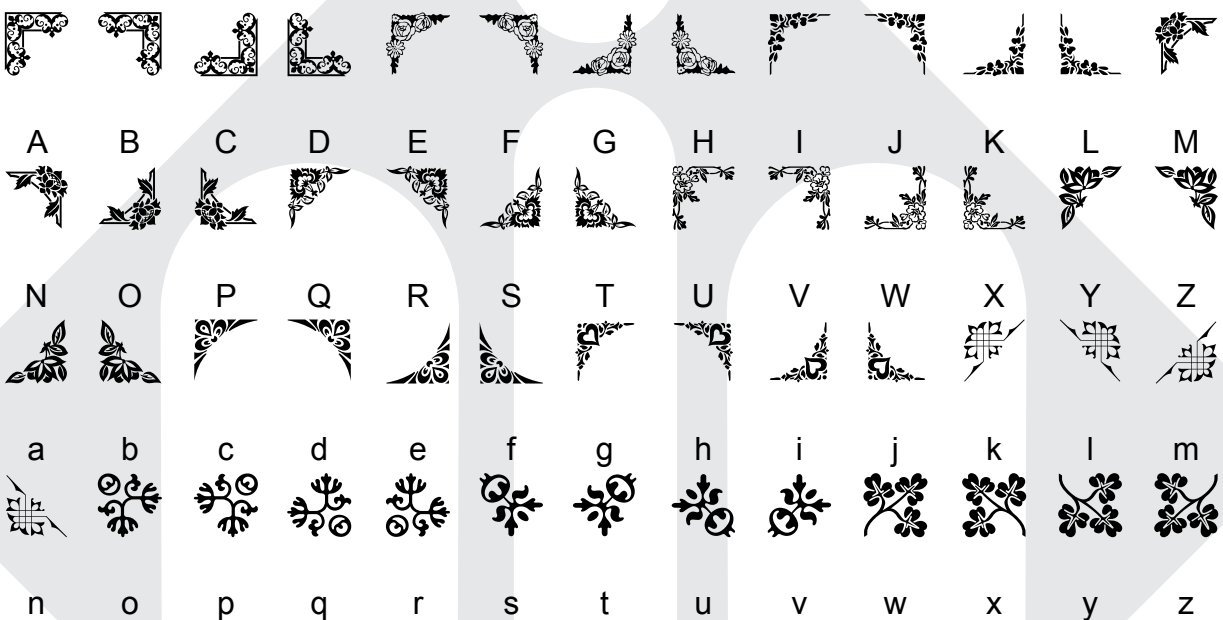 A B C D E F G H I J K L M
N O P Q R S T U V W X Y Z
a b c d e f g h i j k l m
n o p q r s t u v w x y z